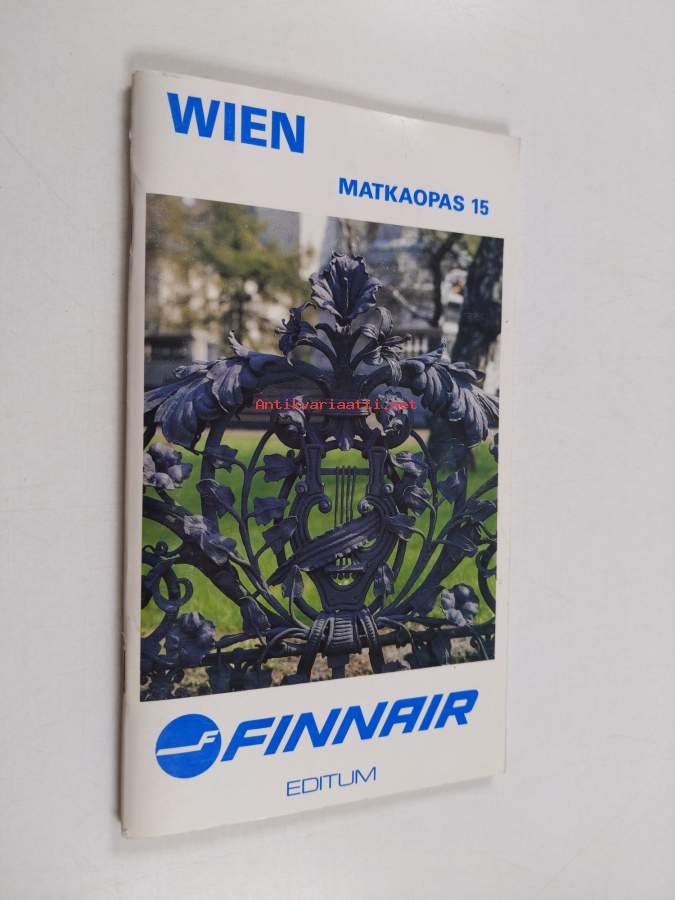 WIEN
MATKAOPAS 15
Antikvariaatti.net
FINNAIR
EDITUM